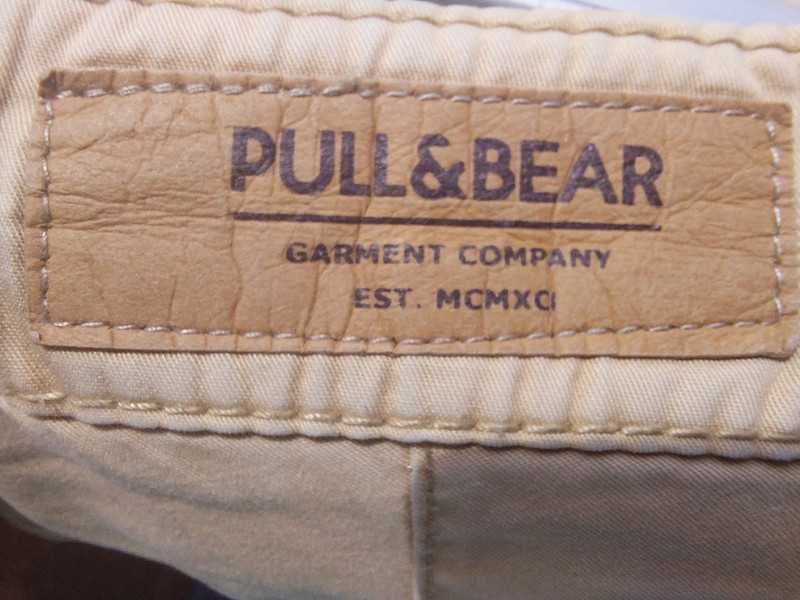 PULL&BEAR
GARMENT COMPANY
EST. MCMXCI